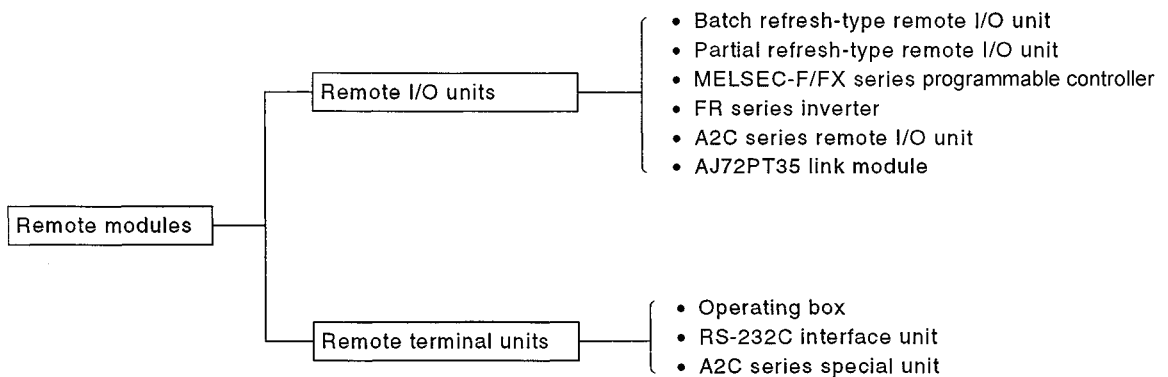 Remote modules
Remote I/O units
• Batch refresh-type remote I/O unit
• Partial refresh-type remote I/O unit
• MELSEC-F/FX series programmable controller
• FR series inverter
• A2C series remote I/O unit
• AJ72PT35 link module
Remote terminal units
• Operating box
• RS-232C interface unit
• A2C series special unit